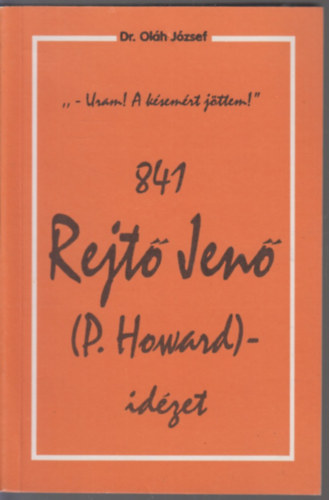 Dr. Oláh József
,, - Uram! A késemért jöttem!"
841
Rejtő Jenő
(P. Howard)-
idézet